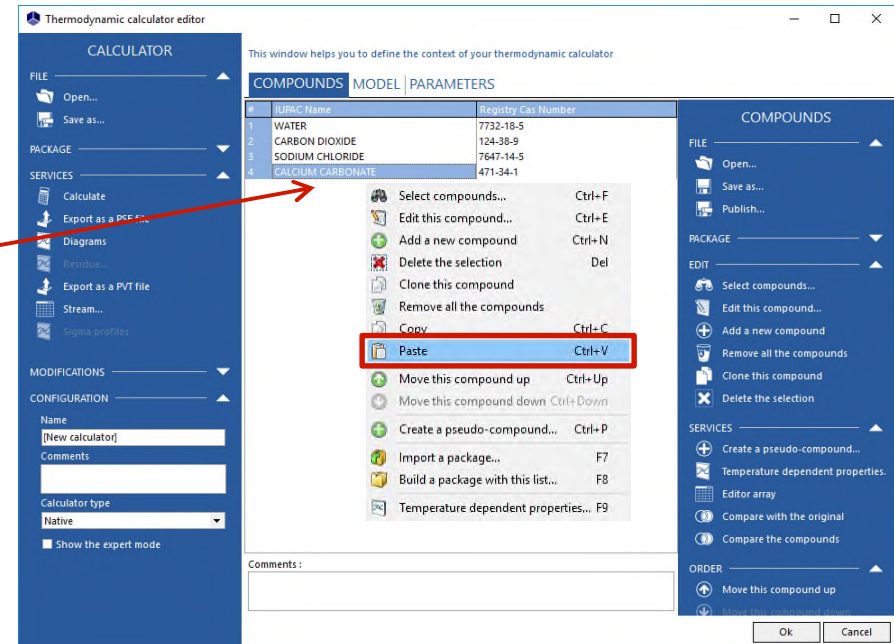 Thermodynamic calculator editor
CALCULATOR
FILE
Open...
Save as...
PACKAGE
SERVICES
Calculate
Export as a PSF file
Diagrams
Residue...
Export as a PVT file
Stream...
Sigma profiles
MODIFICATIONS
CONFIGURATION
Name
[New calculator]
Comments
Calculator type
Native
Show the expert mode
This window helps you to define the context of your thermodynamic calculator
COMPOUNDS MODEL PARAMETERS
# IUPAC Name Registry Cas Number
1 WATER 7732-18-5
2 CARBON DIOXIDE 124-38-9
3 SODIUM CHLORIDE 7647-14-5
4 CALCIUM CARBONATE 471-34-1
Select compounds... Ctrl+F
Edit this compound... Ctrl+E
Add a new compound Ctrl+N
Delete the selection Del
Clone this compound
Remove all the compounds
Copy Ctrl+C
Paste Ctrl+V
Move this compound up Ctrl+Up
Move this compound down Ctrl+Down
Create a pseudo-compound... Ctrl+P
Import a package... F7
Build a package with this list... F8
Temperature dependent properties... F9
Comments :
COMPOUNDS
FILE
Open...
Save as...
Publish...
PACKAGE
EDIT
Select compounds...
Edit this compound...
Add a new compound
Remove all the compounds
Clone this compound
Delete the selection
SERVICES
Create a pseudo-compound...
Temperature dependent properties.
Editor array
Compare with the original
Compare the compounds
ORDER
Move this compound up
Move this compound down
Ok Cancel